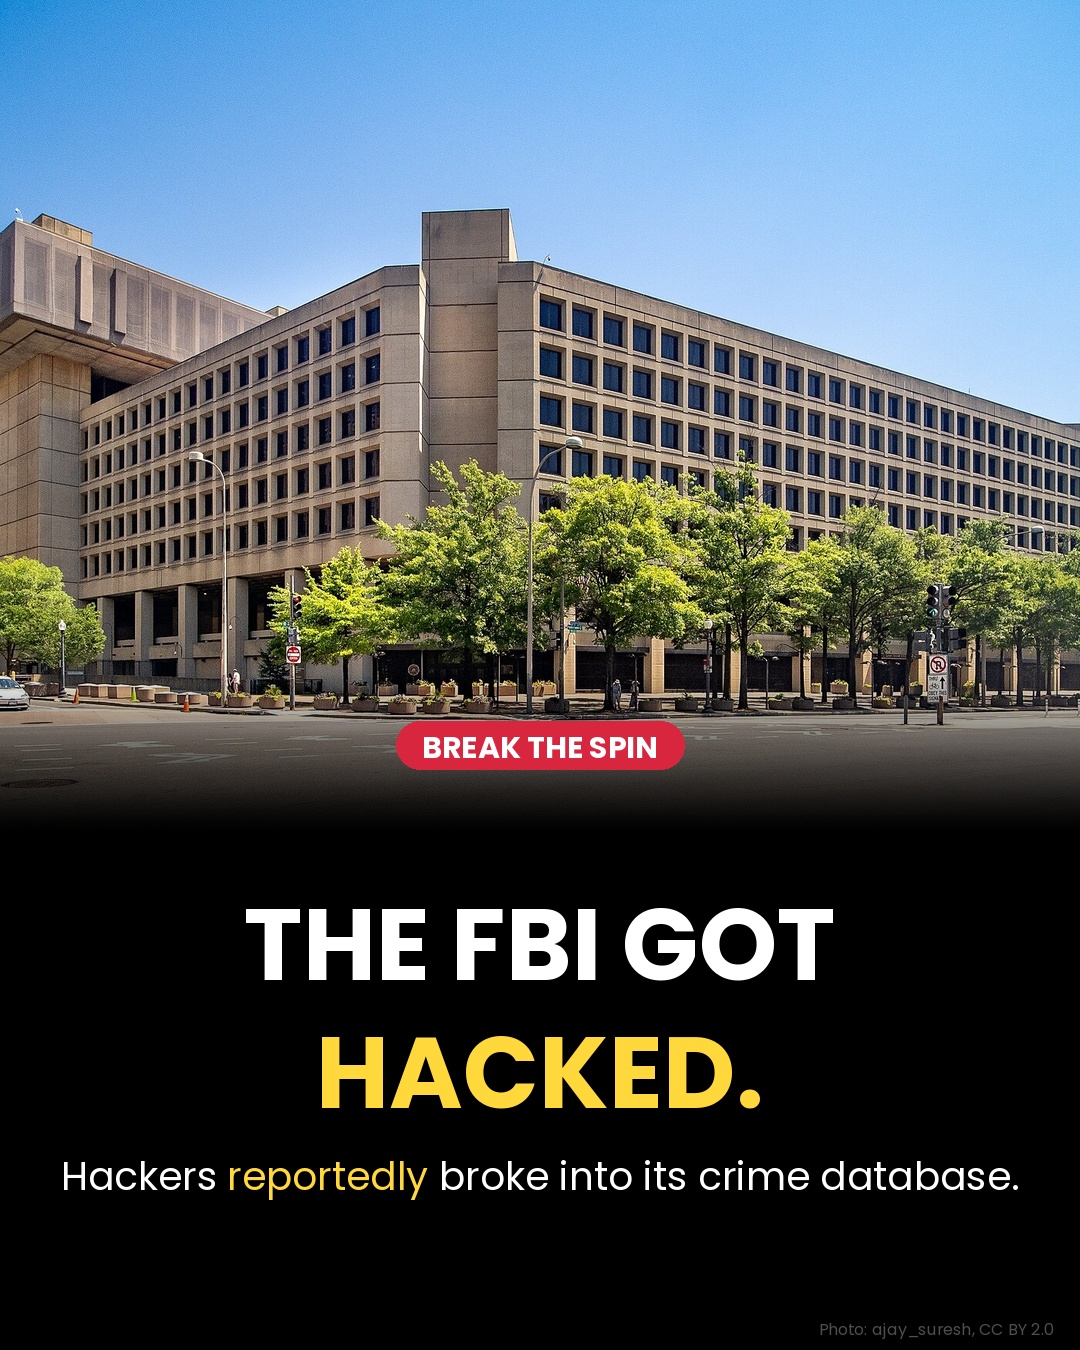 BREAK THE SPIN
THE FBI GOT
HACKED.
Hackers reportedly broke into its crime database.
Photo: ajay_suresh, CC BY 2.0